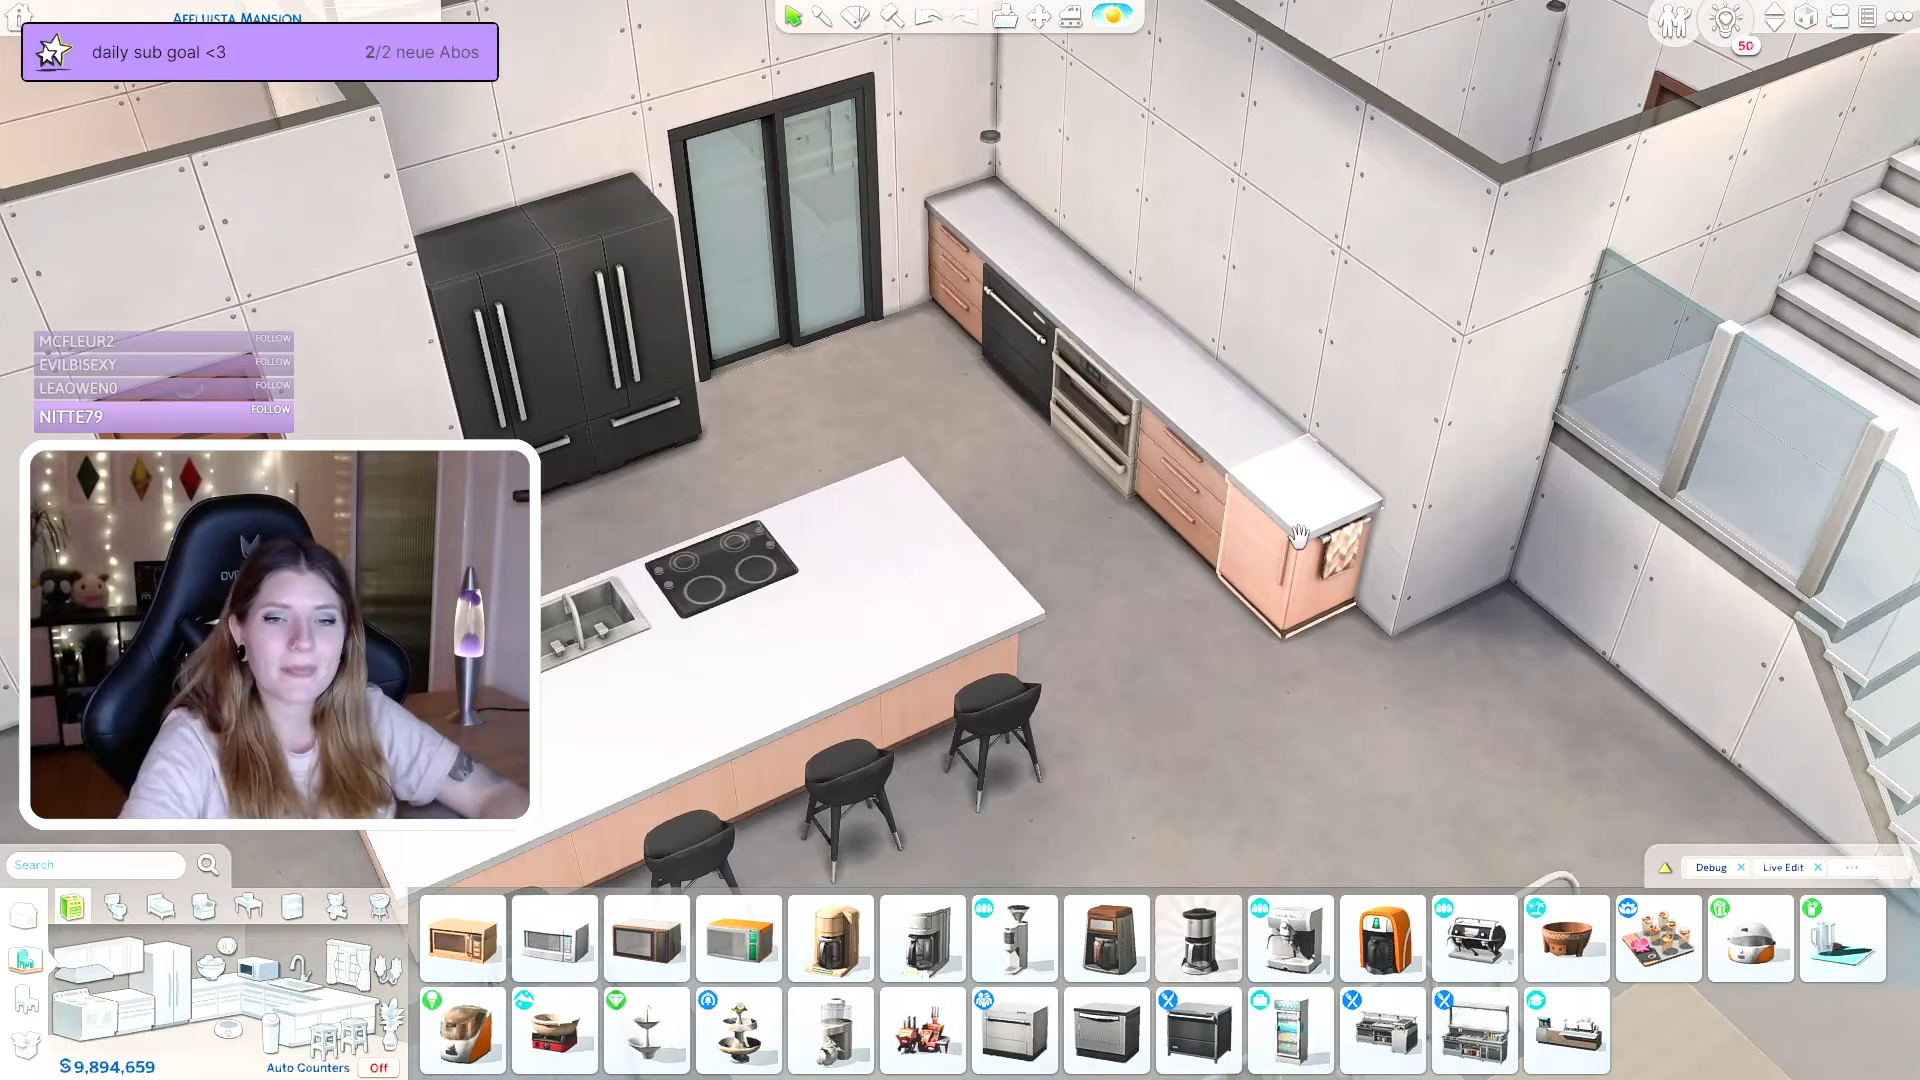 Affluista Mansion
daily sub goal <3
2/2 neue Abos
50
MCFLEUR2 FOLLOW
EVILBISEXY FOLLOW
LEAOWEN0 FOLLOW
NITTE79 FOLLOW
Search
Debug
Live Edit
§9,894,659
Auto Counters
Off